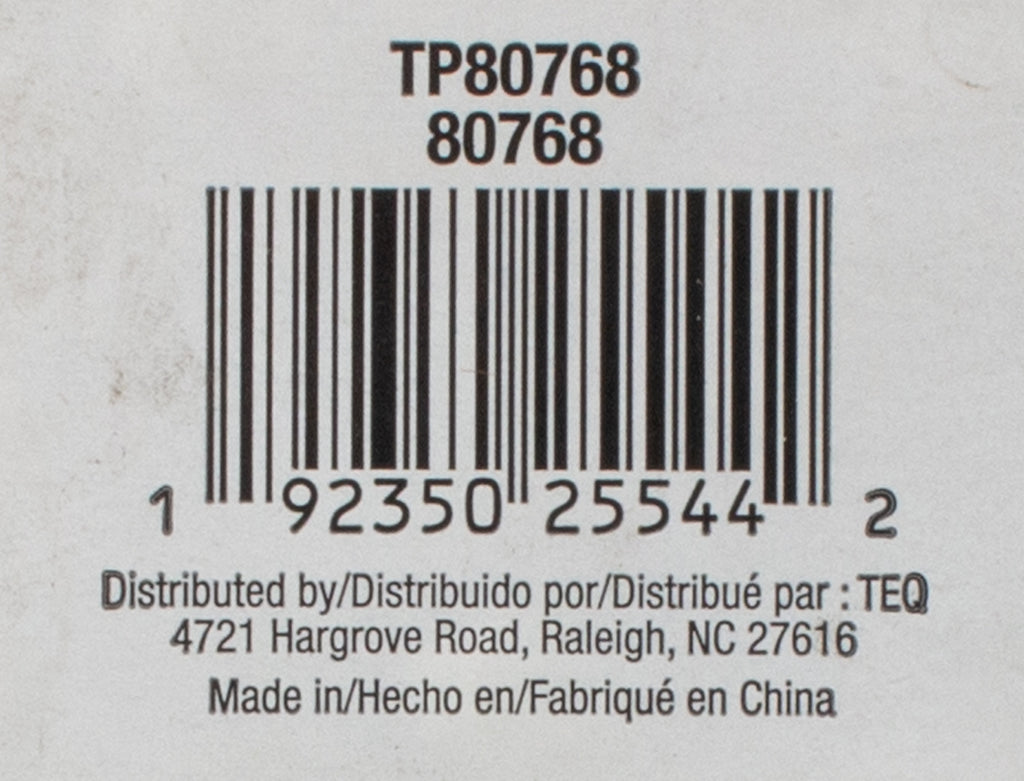 TP80768
80768
1 92350 25544 2
Distributed by/Distribuido por/Distribué par : TEQ
4721 Hargrove Road, Raleigh, NC 27616
Made in/Hecho en/Fabriqué en China